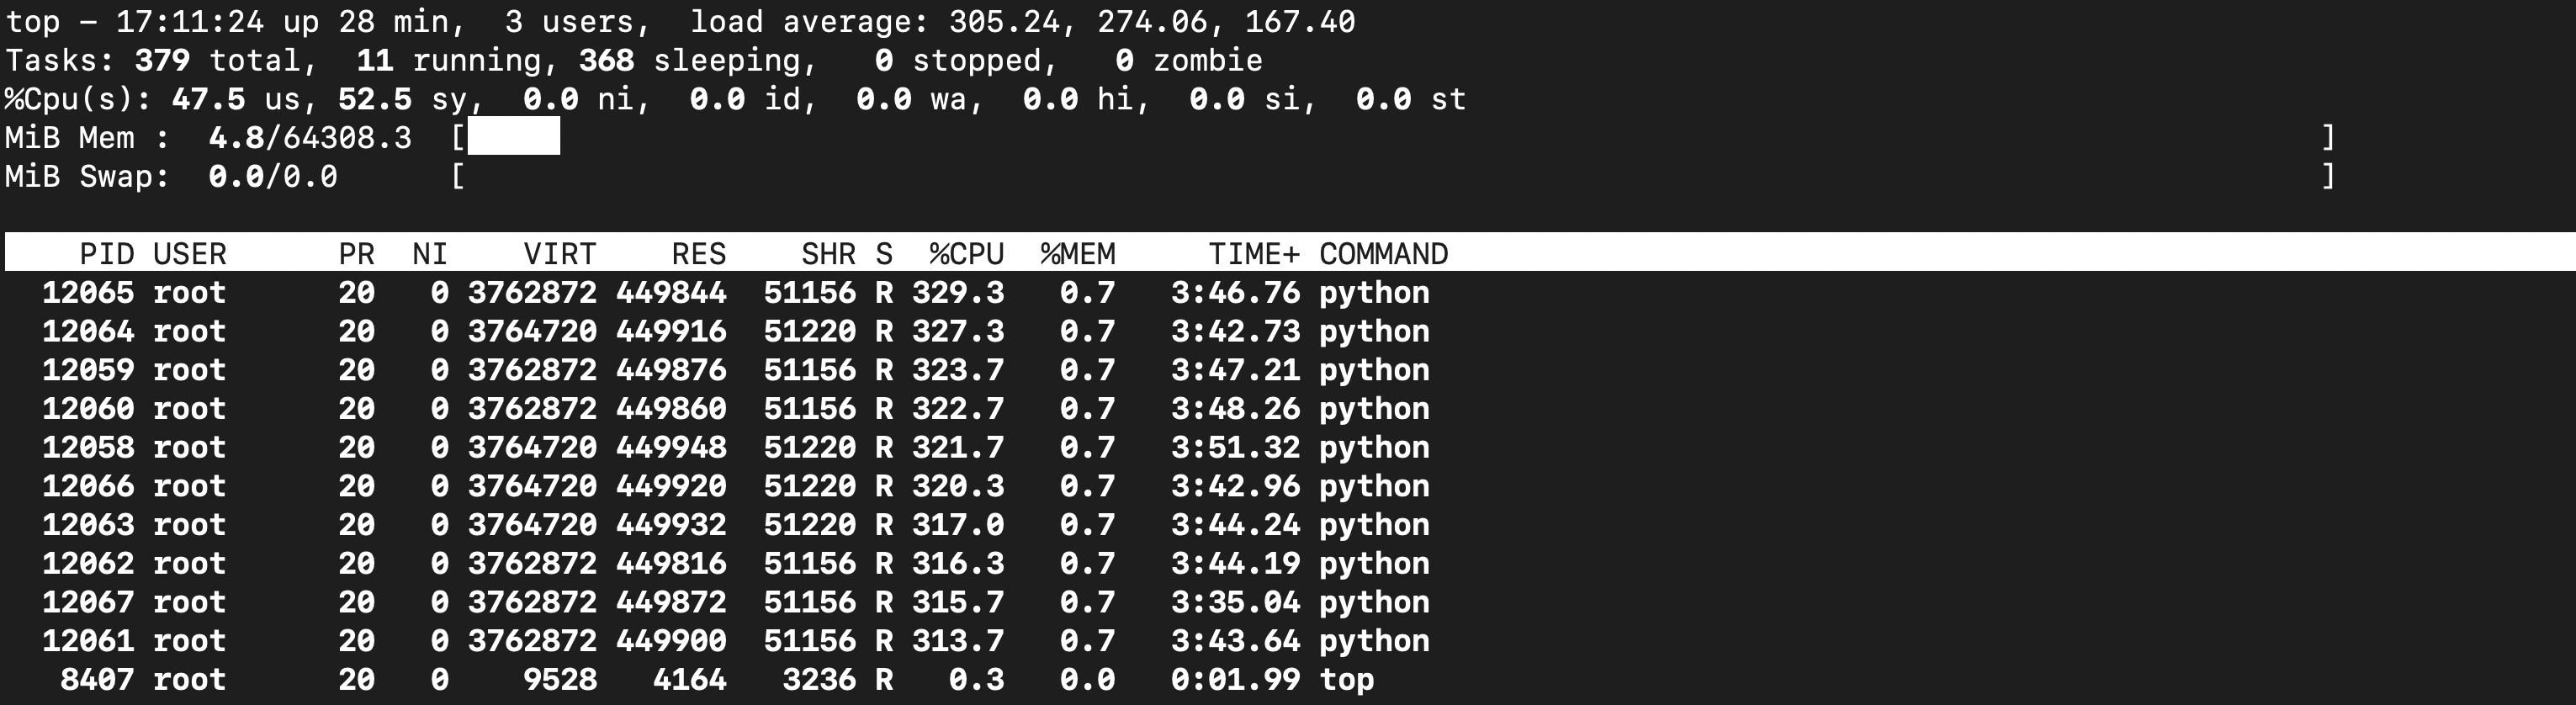 top – 17:11:24 up 28 min,  3 users,  load average: 305.24, 274.06, 167.40
Tasks: 379 total,  11 running, 368 sleeping,   0 stopped,   0 zombie
%Cpu(s): 47.5 us, 52.5 sy,  0.0 ni,  0.0 id,  0.0 wa,  0.0 hi,  0.0 si,  0.0 st
MiB Mem :  4.8/64308.3  [ ]
MiB Swap:  0.0/0.0      [ ]
PID USER      PR  NI    VIRT    RES    SHR S  %CPU  %MEM     TIME+ COMMAND
12065 root      20   0 3762872 449844  51156 R 329.3   0.7   3:46.76 python
12064 root      20   0 3764720 449916  51220 R 327.3   0.7   3:42.73 python
12059 root      20   0 3762872 449876  51156 R 323.7   0.7   3:47.21 python
12060 root      20   0 3762872 449860  51156 R 322.7   0.7   3:48.26 python
12058 root      20   0 3764720 449948  51220 R 321.7   0.7   3:51.32 python
12066 root      20   0 3764720 449920  51220 R 320.3   0.7   3:42.96 python
12063 root      20   0 3764720 449932  51220 R 317.0   0.7   3:44.24 python
12062 root      20   0 3762872 449816  51156 R 316.3   0.7   3:44.19 python
12067 root      20   0 3762872 449872  51156 R 315.7   0.7   3:35.04 python
12061 root      20   0 3762872 449900  51156 R 313.7   0.7   3:43.64 python
8407 root      20   0    9528   4164   3236 R   0.3   0.0   0:01.99 top